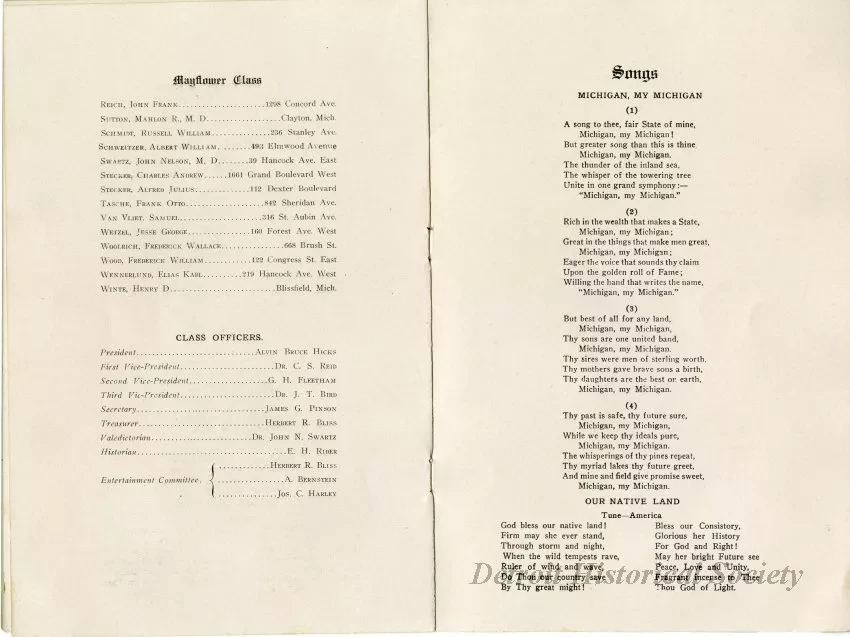 Mayflower Class
Reich, John Frank.....................1298 Concord Ave.
Sutton, Mahlon R., M. D..................Clayton, Mich.
Schmidt, Russell William..............236 Stanley Ave.
Schweitzer, Albert William........493 Elmwood Avenue
Swartz, John Nelson, M. D.......39 Hancock Ave. East
Stecker, Charles Andrew......1661 Grand Boulevard West
Stecker, Alfred Julius.............112 Dexter Boulevard
Tasche, Frank Otto...................842 Sheridan Ave.
Van Vliet, Samuel...................316 St. Aubin Ave.
Wetzel, Jesse George...............160 Forest Ave. West
Woolrich, Frederick Wallace...............668 Brush St.
Wood, Frederick William...........122 Congress St. East
Wennerlund, Elias Karl..........219 Hancock Ave. West
Winte, Henry D.........................Blissfield, Mich.
CLASS OFFICERS.
President............................Alvin Bruce Hicks
First Vice-President.......................Dr. C. S. Reid
Second Vice-President...................G. H. Fleetham
Third Vic-President.......................Dr. J. T. Bird
Secretary..............................James G. Pinson
Treasurer..............................Herbert R. Bliss
Valedictorian........................Dr. John N. Swartz
Historian...................................E. H. Rider
............Herbert R. Bliss
Entertainment Committee. ................A. Bernstein
..............Jos. C. Harley
Songs
MICHIGAN, MY MICHIGAN
(1)
A song to thee, fair State of mine,
Michigan, my Michigan!
But greater song than this is thine
Michigan, my Michigan.
The thunder of the inland sea,
The whisper of the towering tree
Unite in one grand symphony:—
"Michigan, my Michigan."
(2)
Rich in the wealth that makes a State,
Michigan, my Michigan;
Great in the things that make men great,
Michigan, my Michigan;
Eager the voice that sounds thy claim
Upon the golden roll of Fame;
Willing the hand that writes the name,
"Michigan, my Michigan."
(3)
But best of all for any land,
Michigan, my Michigan,
Thy sons are one united band,
Michigan, my Michigan.
Thy sires were men of sterling worth,
Thy mothers gave brave sons a birth,
Thy daughters are the best on earth,
Michigan, my Michigan.
(4)
Thy past is safe, thy future sure,
Michigan, my Michigan,
While we keep thy ideals pure,
Michigan, my Michigan.
The whisperings of thy pines repeat,
Thy myriad lakes thy future greet,
And mine and field give promise sweet,
Michigan, my Michigan.
OUR NATIVE LAND
Tune—America
God bless our native land!
Firm may she ever stand,
Through storm and night,
When the wild tempests rave,
Ruler of wind and wave
Do Thou our country save
By Thy great might!
Bless our Consistory,
Glorious her History
For God and Right!
May her bright Future see
Peace, Love and Unity,
Fragrant incense to Thee
Thou God of Light.
Detroit Historical Society